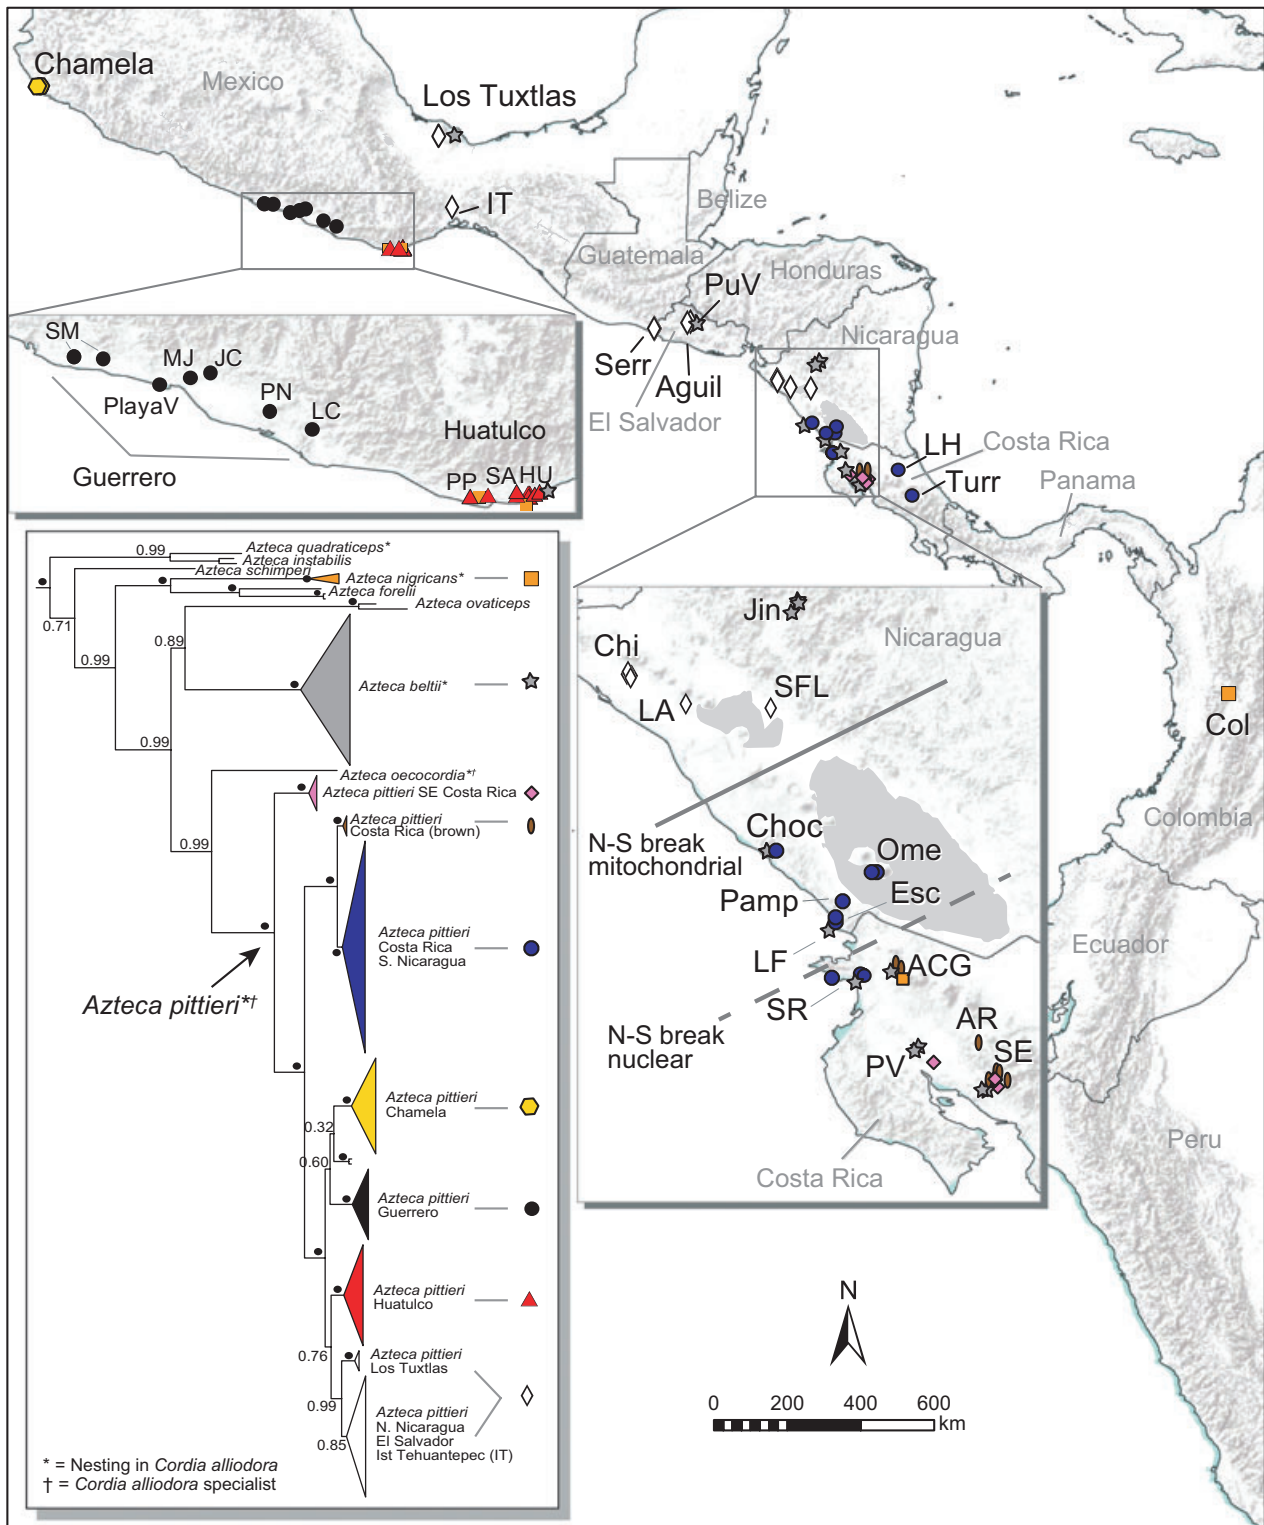 Chamela
Mexico
Los Tuxtlas
IT
Belize
Guatemala
Honduras
PuV
Nicaragua
Serr
Aguil
El Salvador
LH
Costa Rica
Turr
Panama
SM
MJ
JC
PlayaV
PN
LC
Guerrero
Huatulco
PP
SA
HU
0.99
Azteca quadraticeps*
Azteca instabilis
Azteca schimperi
Azteca nigricans*
Azteca forelii
Azteca ovaticeps
0.71
0.89
0.99
Azteca beltii*
0.99
Azteca oecocordia*†
Azteca pittieri SE Costa Rica
Azteca pittieri
Costa Rica (brown)
0.99
Azteca pittieri
Costa Rica
S. Nicaragua
Azteca pittieri*†
Azteca pittieri
Chamela
0.32
0.60
Azteca pittieri
Guerrero
Azteca pittieri
Huatulco
0.76
Azteca pittieri
Los Tuxtlas
0.99
Azteca pittieri
N. Nicaragua
El Salvador
Ist Tehuantepec (IT)
0.85
* = Nesting in Cordia alliodora
† = Cordia alliodora specialist
Jin
Nicaragua
Chi
LA
SFL
N-S break
mitochondrial
Choc
Ome
Pamp
Esc
LF
ACG
SR
N-S break
nuclear
AR
PV
SE
Costa Rica
Col
Colombia
Ecuador
Peru
N
0 200 400 600
km